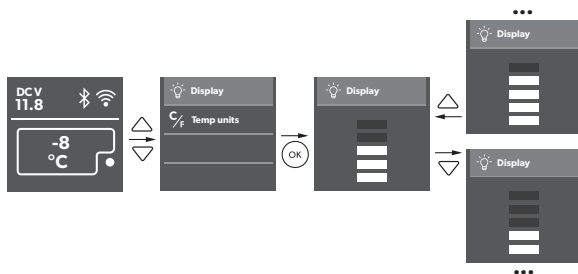 DC V
11.8
-8
°C
Display
C/F Temp units
OK
Display
•••
Display
Display
•••